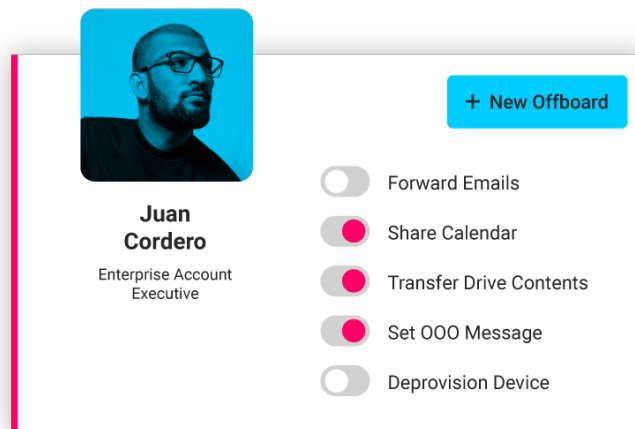 + New Offboard
Forward Emails
Juan
Cordero
Share Calendar
Enterprise Account
Executive
Transfer Drive Contents
Set OOO Message
Deprovision Device